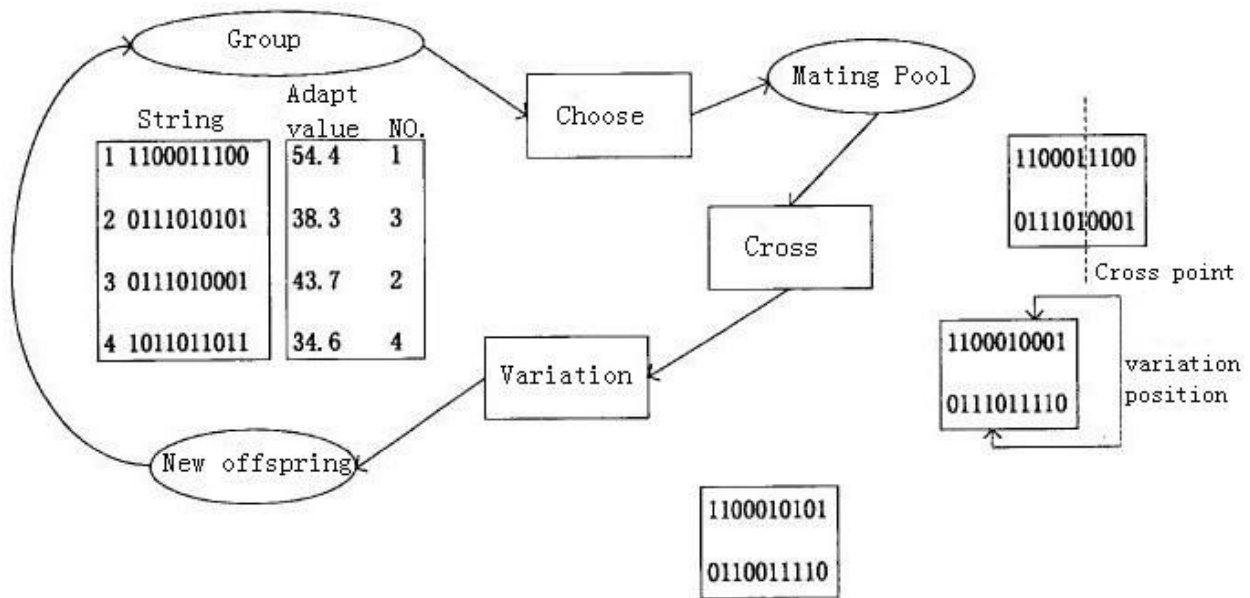 Group
Mating Pool
Choose
String
Adapt
value NO.
1 1100011100 54.4 1
2 0111010101 38.3 3
3 0111010001 43.7 2
4 1011011011 34.6 4
1100011100
0111010001
Cross point
Cross
1100010001
0111011110
variation
position
Variation
New offspring
1100010101
0110011110